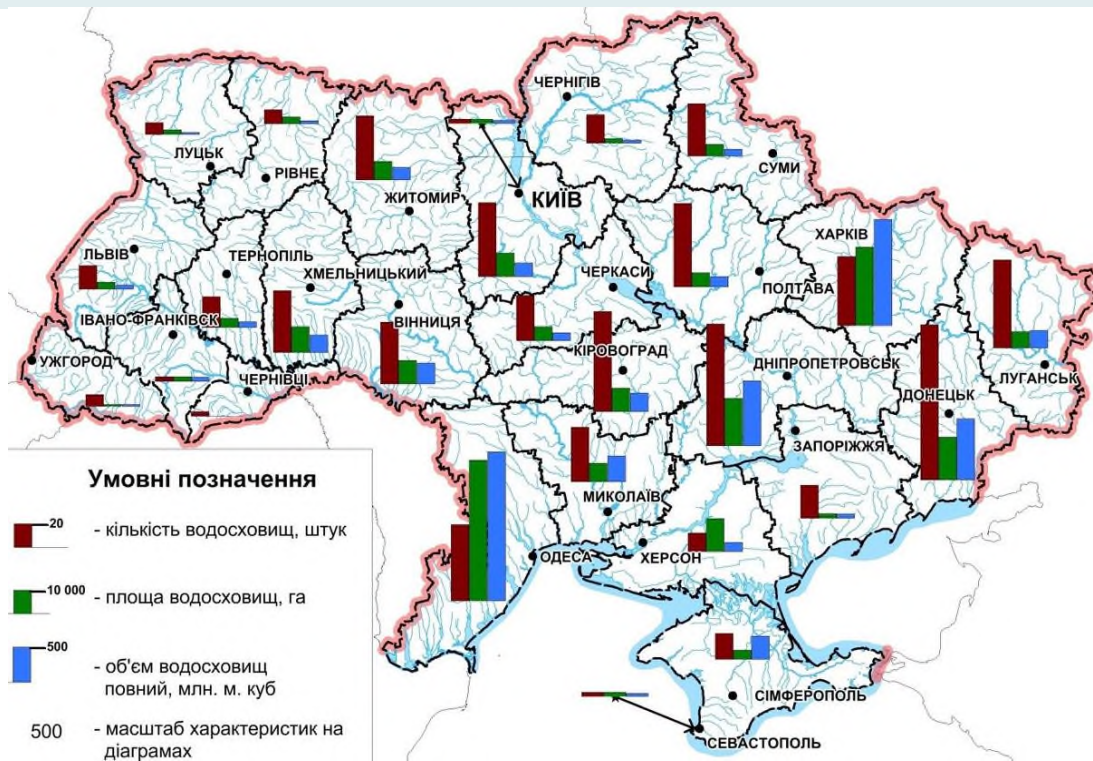 ЧЕРНІГІВ
СУМИ
ЛУЦЬК
РІВНЕ
ЖИТОМИР
КИЇВ
ЛЬВІВ
ТЕРНОПІЛЬ
ХМЕЛЬНИЦЬКИЙ
ЧЕРКАСИ
ПОЛТАВА
ХАРКІВ
ІВАНО-ФРАНКІВСК
ВІННИЦЯ
УЖГОРОД
ЧЕРНІВЦІ
КІРОВОГРАД
ДНІПРОПЕТРОВСЬК
ЛУГАНСЬК
ДОНЕЦЬК
ЗАПОРІЖЖЯ
МИКОЛАЇВ
ОДЕСА
ХЕРСОН
СІМФЕРОПОЛЬ
СЕВАСТОПОЛЬ
Умовні позначення
20 - кількість водосховищ, штук
10 000 - площа водосховищ, га
500 - об'єм водосховищ
повний, млн. м. куб
500 - масштаб характеристик на
діаграмах